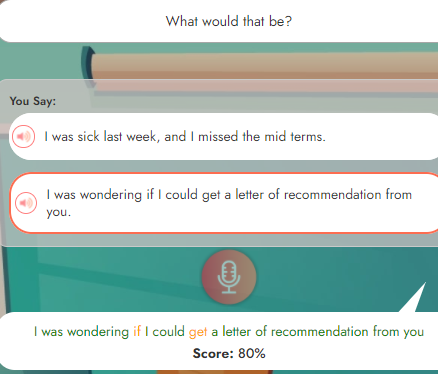 What would that be?
You Say:
I was sick last week, and I missed the mid terms.
I was wondering if I could get a letter of recommendation from
you.
I was wondering if I could get a letter of recommendation from you
Score: 80%